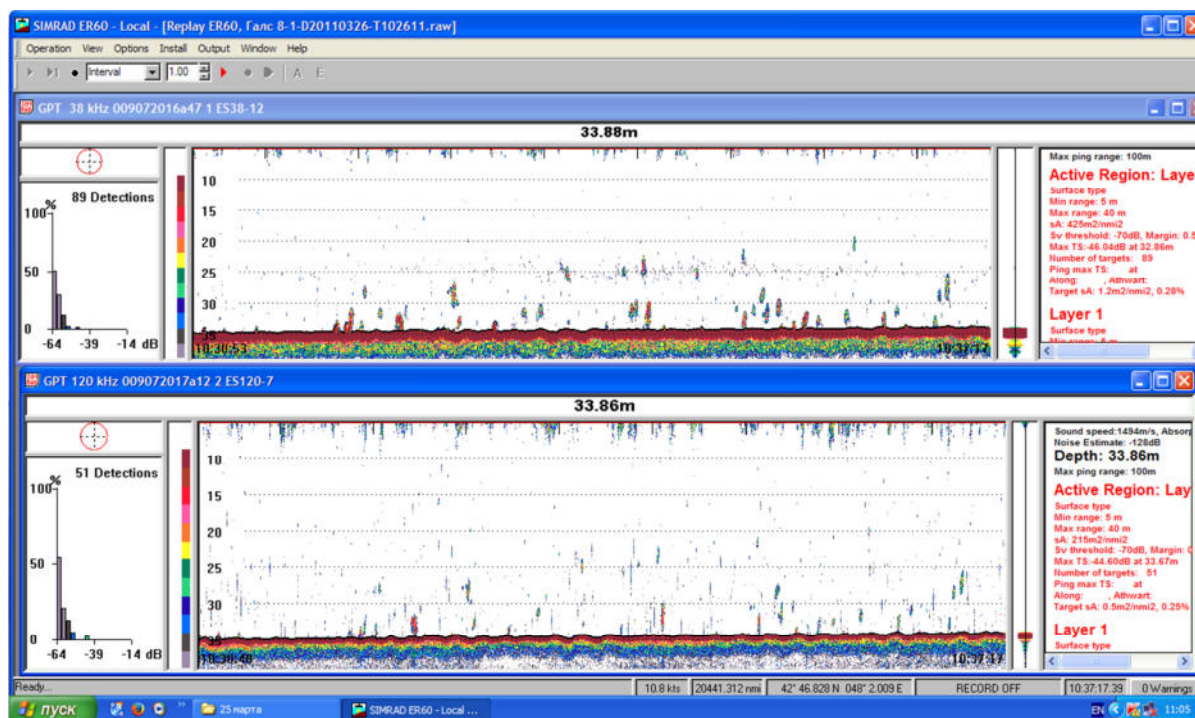 SIMRAD ER60 - Local - [Replay ER60, Галс 8-1-D20110326-T102611.raw]
Operation View Options Install Output Window Help
Interval 1.00 A E
GPT 38 kHz 009072016a47 1 ES38-12
33.88m
89 Detections
%
100
50
0
-64 -39 -14 dB
10
15
20
25
30
35
10:30:53 10:37:17
Max ping range: 100m
Active Region: Laye
Surface type
Min range: 5 m
Max range: 40 m
sA: 425m2/nmi2
Sv threshold: -70dB, Margin: 0.5
Max TS:-46.04dB at 32.86m
Number of targets: 89
Ping max TS: at
Along: , Athwart:
Target sA: 1.2m2/nmi2, 0.28%
Layer 1
Surface type
Min range: 5 m
GPT 120 kHz 009072017a12 2 ES120-7
33.86m
51 Detections
%
100
50
0
-64 -39 -14 dB
10
15
20
25
30
35
10:37:17
Sound speed:1494m/s, Absorp
Noise Estimate: -128dB
Depth: 33.86m
Max ping range: 100m
Active Region: Lay
Surface type
Min range: 5 m
Max range: 40 m
sA: 215m2/nmi2
Sv threshold: -70dB, Margin:
Max TS:-44.60dB at 33.67m
Number of targets: 51
Ping max TS: at
Along: , Athwart:
Target sA: 0.5m2/nmi2, 0.25%
Layer 1
Surface type
Ready... 10.8 kts 20441.312 nmi 42° 46.828 N 048° 2.009 E RECORD OFF 10:37:17.39 0 Warnings
пуск 25 марта SIMRAD ER60 - Local ... EN 11:05